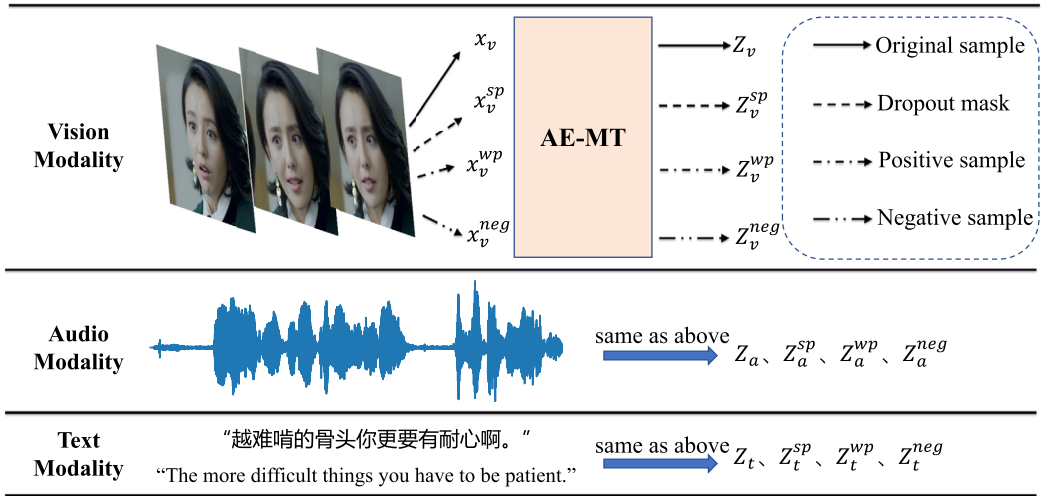 Vision
Modality
x_v
x_v^{sp}
x_v^{wp}
x_v^{neg}
AE-MT
Z_v
Z_v^{sp}
Z_v^{wp}
Z_v^{neg}
Original sample
Dropout mask
Positive sample
Negative sample
Audio
Modality
same as above
Z_a、Z_a^{sp}、Z_a^{wp}、Z_a^{neg}
Text
Modality
“越难啃的骨头你更要有耐心啊。”
“The more difficult things you have to be patient.”
same as above
Z_t、Z_t^{sp}、Z_t^{wp}、Z_t^{neg}